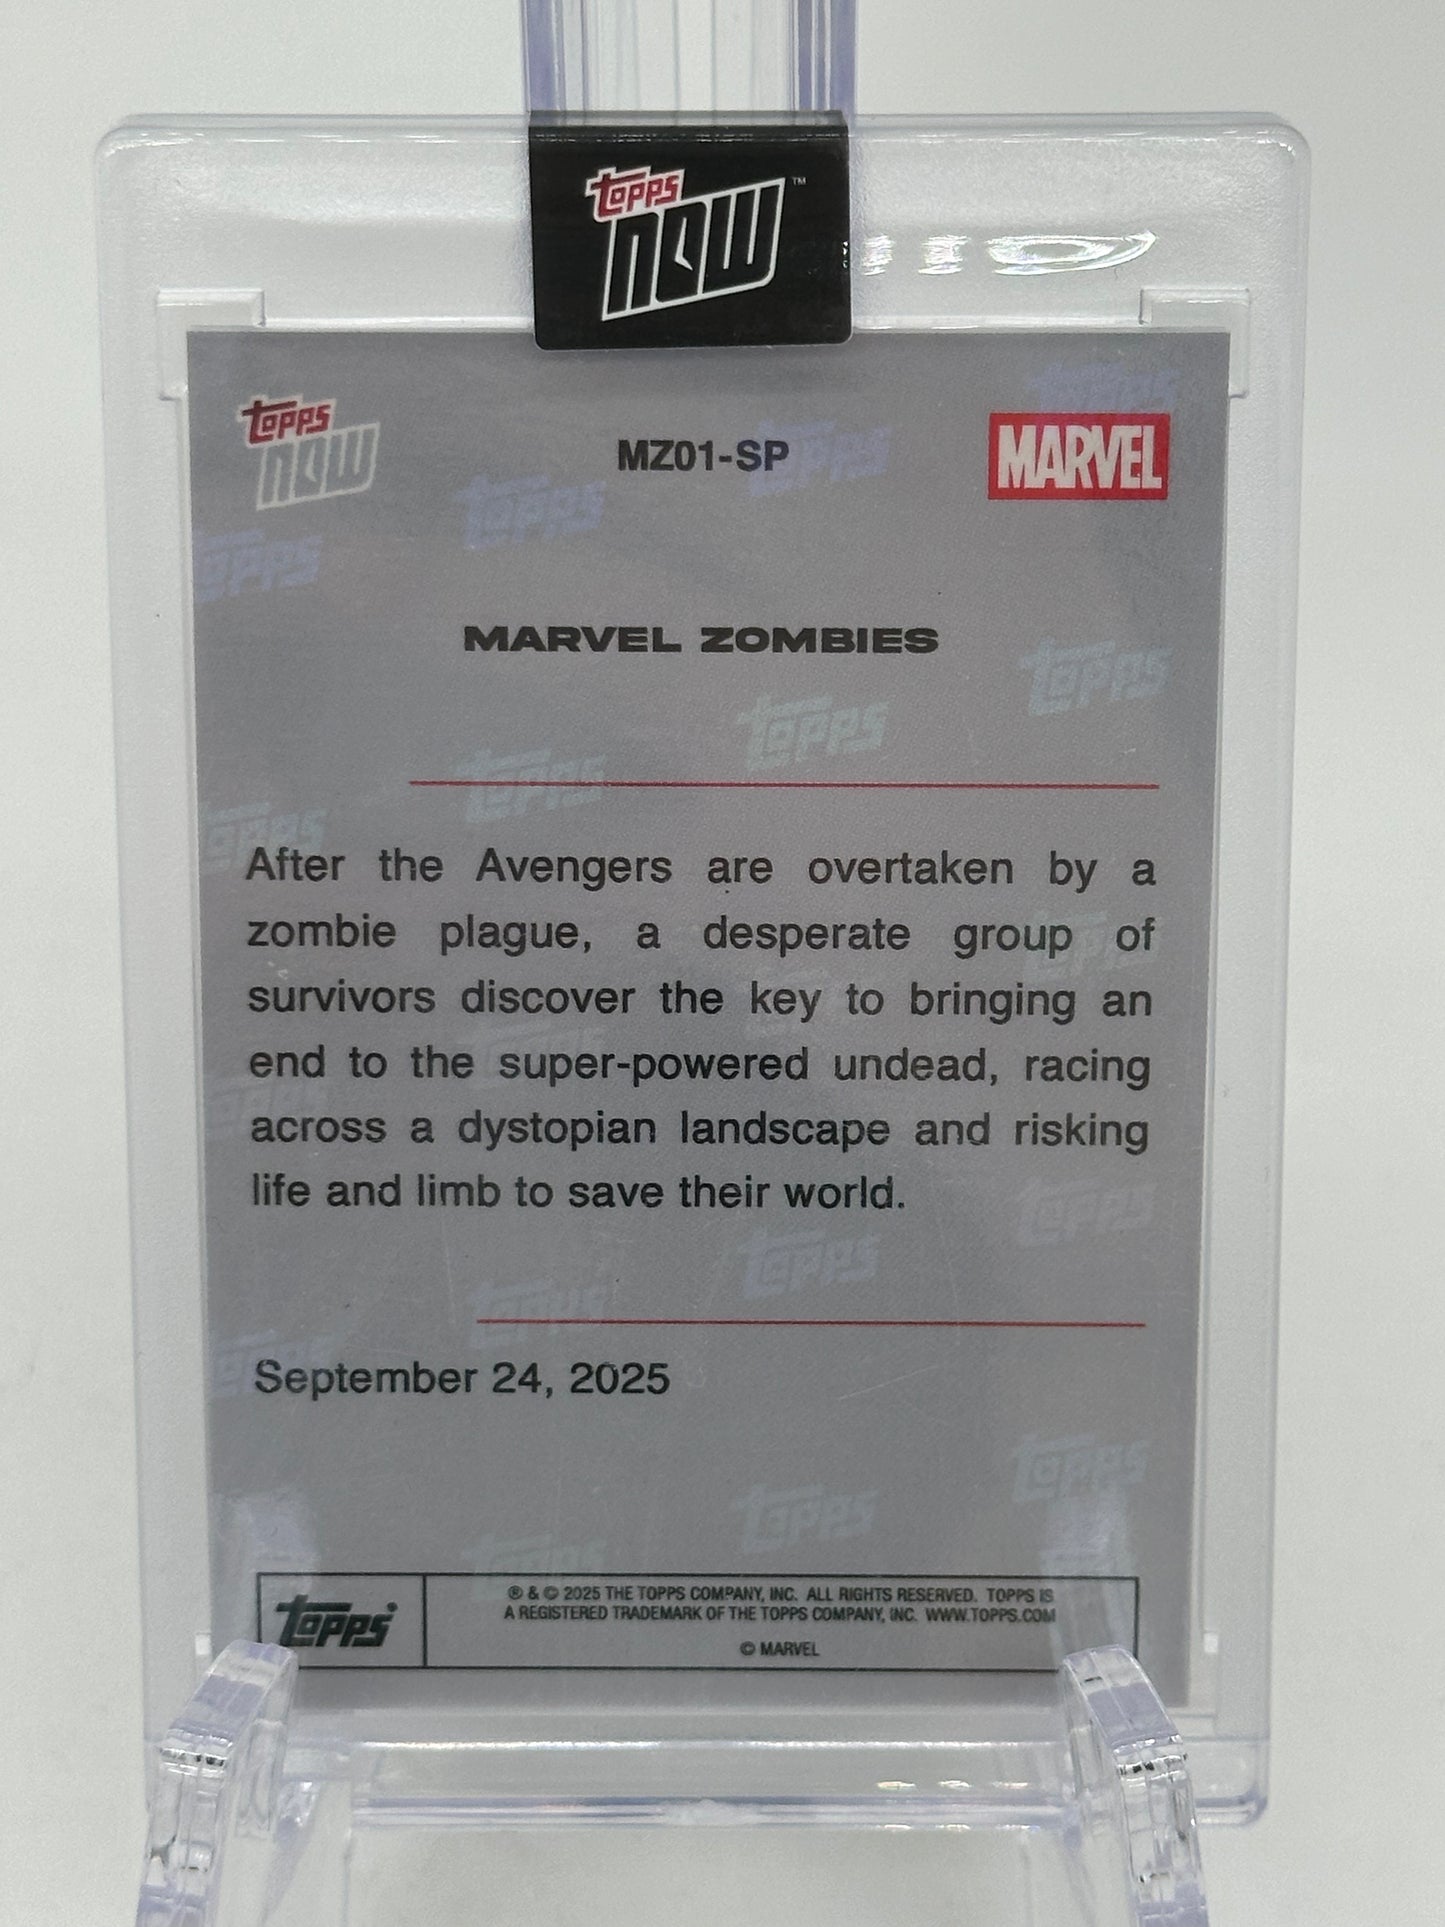 topps
now™
topps
now
MZ01-SP
MARVEL
MARVEL ZOMBIES
After the Avengers are overtaken by a
zombie plague, a desperate group of
survivors discover the key to bringing an
end to the super-powered undead, racing
across a dystopian landscape and risking
life and limb to save their world.
September 24, 2025
topps®
® & © 2025 THE TOPPS COMPANY, INC. ALL RIGHTS RESERVED. TOPPS IS
A REGISTERED TRADEMARK OF THE TOPPS COMPANY, INC. WWW.TOPPS.COM
© MARVEL